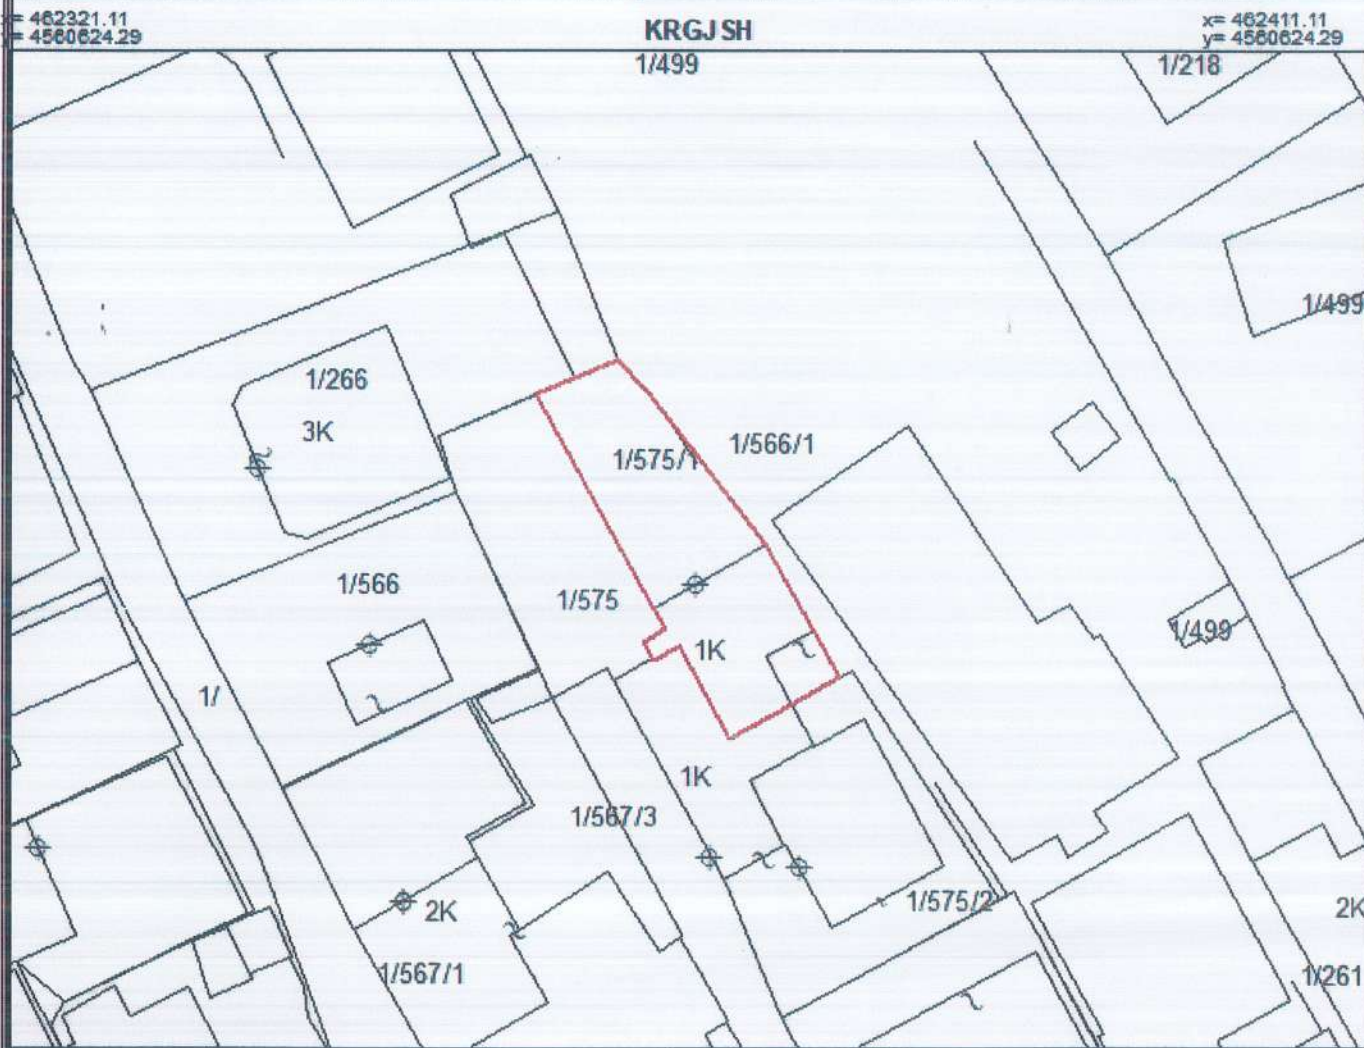 x= 462321.11
y= 4560624.29
KRGJSH
x= 462411.11
y= 4560624.29
1/499
1/218
1/499
1/266
3K
1/575/1
1/566/1
1/566
1/575
1/499
1K
1/
1K
1/567/3
2K
1/575/2
2K
1/567/1
1/261